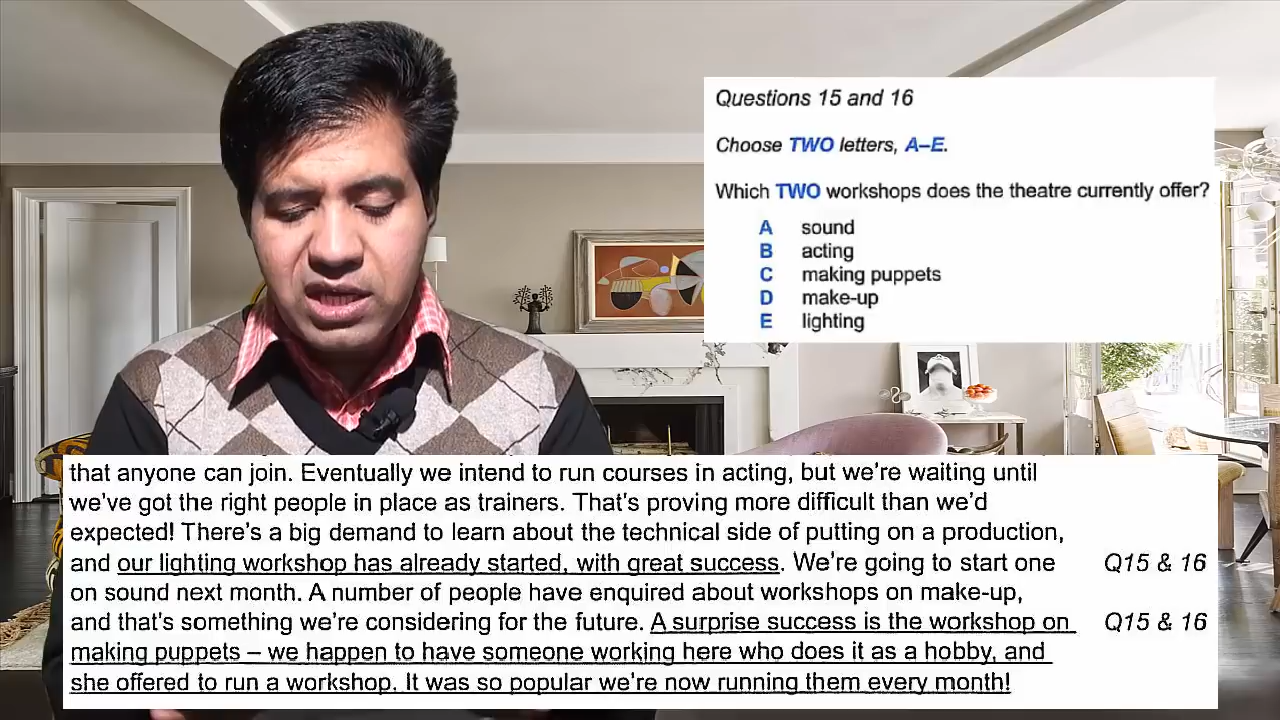 Questions 15 and 16
Choose TWO letters, A–E.
Which TWO workshops does the theatre currently offer?
A sound
B acting
C making puppets
D make-up
E lighting
that anyone can join. Eventually we intend to run courses in acting, but we're waiting until
we've got the right people in place as trainers. That's proving more difficult than we'd
expected! There's a big demand to learn about the technical side of putting on a production,
and our lighting workshop has already started, with great success. We're going to start one Q15 & 16
on sound next month. A number of people have enquired about workshops on make-up,
and that's something we're considering for the future. A surprise success is the workshop on Q15 & 16
making puppets – we happen to have someone working here who does it as a hobby, and
she offered to run a workshop. It was so popular we're now running them every month!